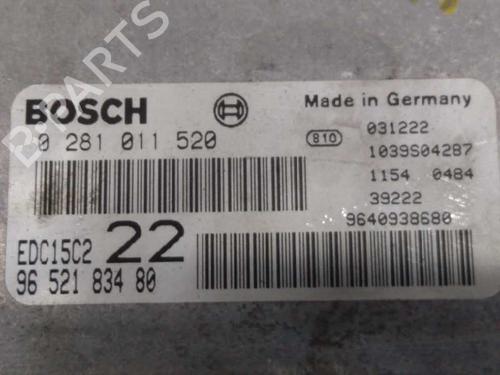 B-PARTS
BOSCH
Made in Germany
0 281 011 520
810
031222
1039S04287
1154 0484
39222
9640938680
EDC15C2 22
96 521 834 80